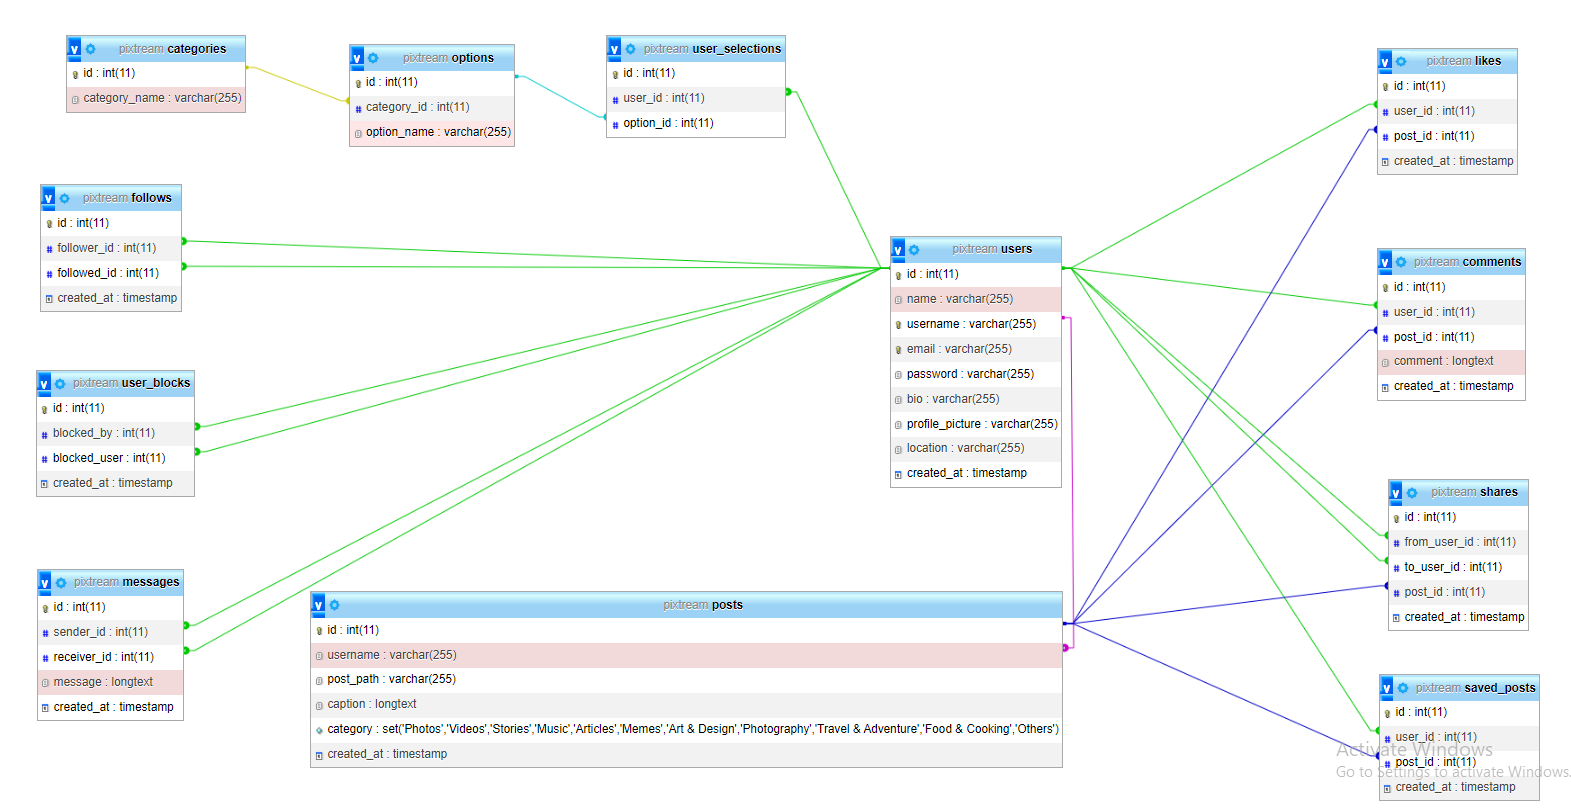 pixtream categories
id : int(11)
category_name : varchar(255)
pixtream options
id : int(11)
category_id : int(11)
option_name : varchar(255)
pixtream user_selections
id : int(11)
user_id : int(11)
option_id : int(11)
pixtream likes
id : int(11)
user_id : int(11)
post_id : int(11)
created_at : timestamp
pixtream follows
id : int(11)
follower_id : int(11)
followed_id : int(11)
created_at : timestamp
pixtream users
id : int(11)
name : varchar(255)
username : varchar(255)
email : varchar(255)
password : varchar(255)
bio : varchar(255)
profile_picture : varchar(255)
location : varchar(255)
created_at : timestamp
pixtream comments
id : int(11)
user_id : int(11)
post_id : int(11)
comment : longtext
created_at : timestamp
pixtream user_blocks
id : int(11)
blocked_by : int(11)
blocked_user : int(11)
created_at : timestamp
pixtream shares
id : int(11)
from_user_id : int(11)
to_user_id : int(11)
post_id : int(11)
created_at : timestamp
pixtream messages
id : int(11)
sender_id : int(11)
receiver_id : int(11)
message : longtext
created_at : timestamp
pixtream posts
id : int(11)
username : varchar(255)
post_path : varchar(255)
caption : longtext
category : set('Photos','Videos','Stories','Music','Articles','Memes','Art & Design','Photography','Travel & Adventure','Food & Cooking','Others')
created_at : timestamp
pixtream saved_posts
id : int(11)
user_id : int(11)
post_id : int(11)
created_at : timestamp
Activate Windows
Go to Settings to activate Windows.